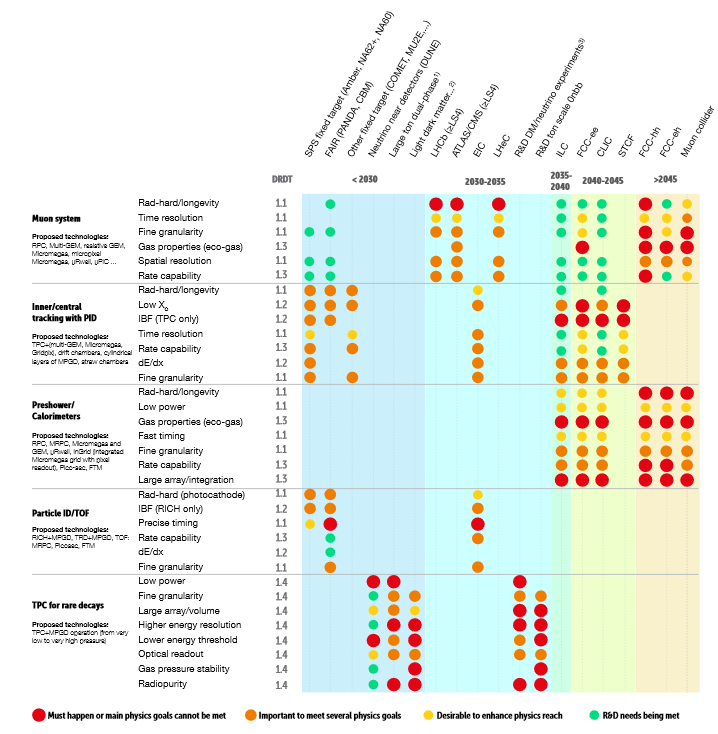 SPS fixed target (Amber, NA62+, NA60)
FAIR (PANDA, CBM)
Other fixed target (COMET, MU2E,...)
Neutrino near detectors (DUNE)
Large ton dual-phase1)
Light dark matter...2)
LHCb (≥LS4)
ATLAS/CMS (≥LS4)
EIC
LHeC
R&D DM/neutrino experiments3)
R&D ton scale 0nbb
ILC
FCC-ee
CLIC
STCF
FCC-hh
FCC-eh
Muon collider
DRDT
< 2030
2030-2035
2035-
2040
2040-2045
>2045
Muon system
Proposed technologies:
RPC, Multi-GEM, resistive GEM,
Micromegas, micropixel
Micromegas, µRwell, µPIC ...
Rad-hard/longevity 1.1
Time resolution 1.1
Fine granularity 1.1
Gas properties (eco-gas) 1.3
Spatial resolution 1.1
Rate capability 1.3
Inner/central
tracking with PID
Proposed technologies:
TPC+(multi-GEM, Micromegas,
Gridpix), drift chambers, cylindrical
layers of MPGD, straw chambers
Rad-hard/longevity 1.1
Low Xo 1.2
IBF (TPC only) 1.2
Time resolution 1.1
Rate capability 1.3
dE/dx 1.2
Fine granularity 1.1
Preshower/
Calorimeters
Proposed technologies:
RPC, MRPC, Micromegas and
GEM, µRwell, InGrid (integrated
Micromegas grid with pixel
readout), Pico-sec, FTM
Rad-hard/longevity 1.1
Low power 1.1
Gas properties (eco-gas) 1.3
Fast timing 1.1
Fine granularity 1.1
Rate capability 1.3
Large array/integration 1.3
Particle ID/TOF
Proposed technologies:
RICH+MPGD, TRD+MPGD, TOF:
MRPC, Picosec, FTM
Rad-hard (photocathode) 1.1
IBF (RICH only) 1.2
Precise timing 1.1
Rate capability 1.3
dE/dx 1.2
Fine granularity 1.1
TPC for rare decays
Proposed technologies:
TPC+MPGD operation (from very
low to very high pressure)
Low power 1.4
Fine granularity 1.4
Large array/volume 1.4
Higher energy resolution 1.4
Lower energy threshold 1.4
Optical readout 1.4
Gas pressure stability 1.4
Radiopurity 1.4
Must happen or main physics goals cannot be met
Important to meet several physics goals
Desirable to enhance physics reach
R&D needs being met